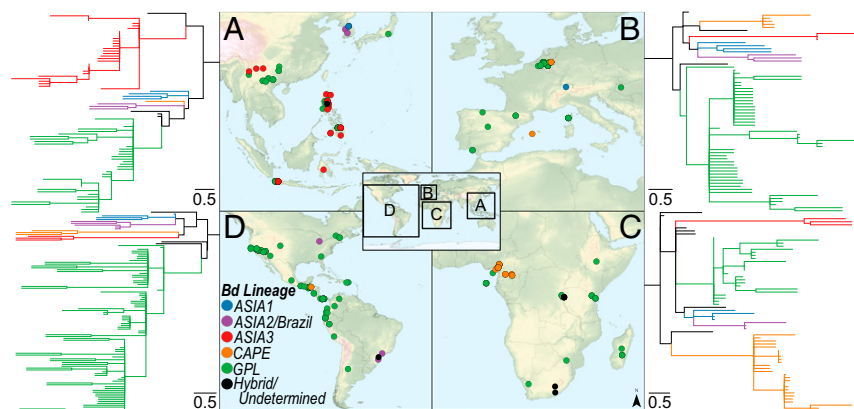 A
B
0.5
0.5
B
D
C
A
D
C
Bd Lineage
ASIA1
ASIA2/Brazil
ASIA3
CAPE
GPL
Hybrid/
Undetermined
N
0.5
0.5